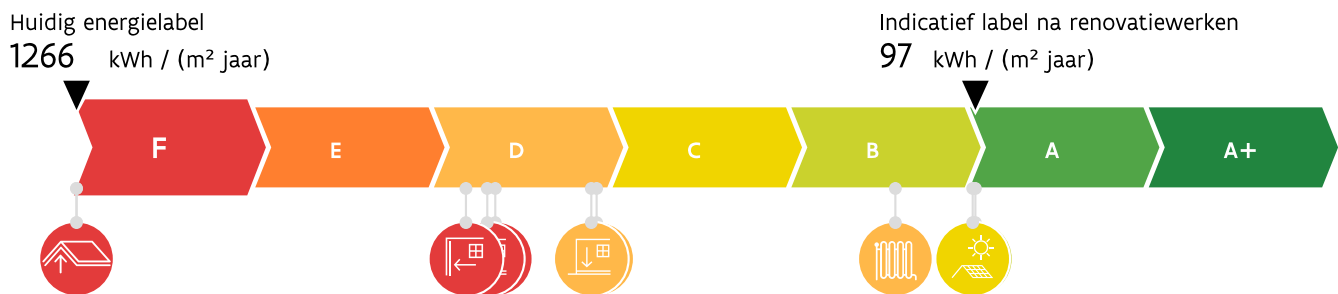 Huidig energielabel
1266 kWh / (m² jaar)
Indicatief label na renovatiewerken
97 kWh / (m² jaar)
F E D C B A A+